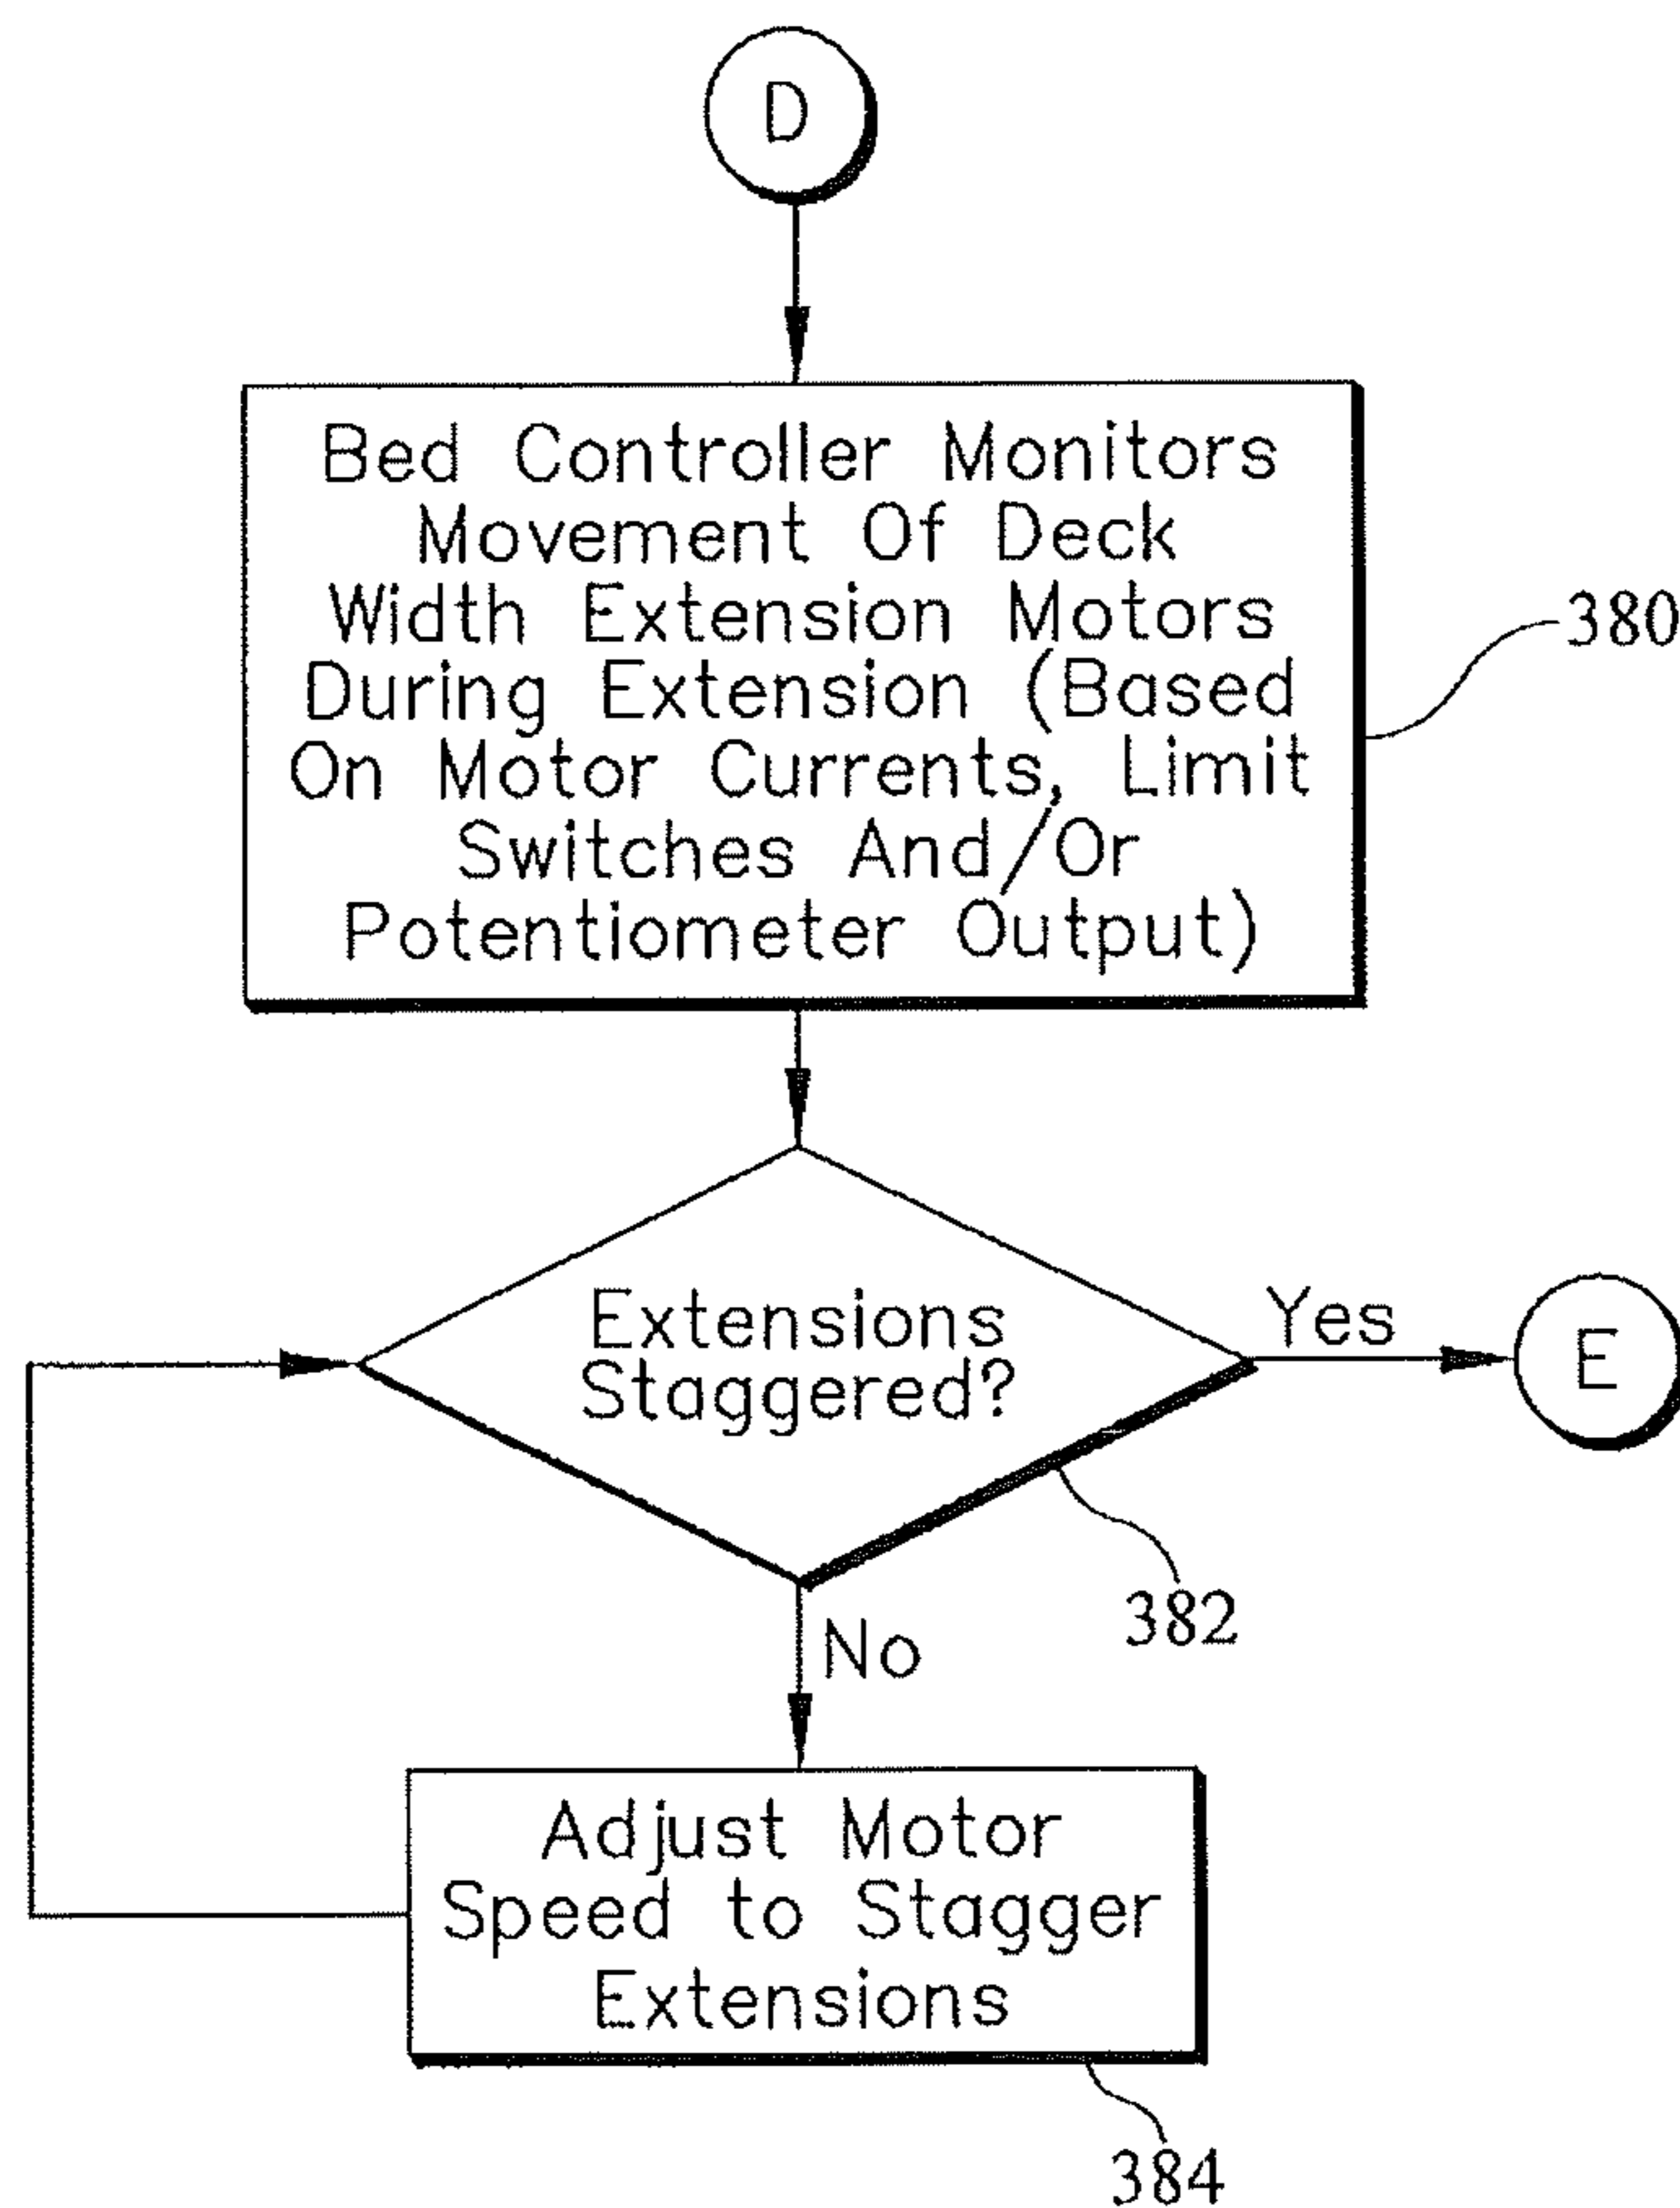 D
Bed Controller Monitors
Movement Of Deck
Width Extension Motors
During Extension (Based
On Motor Currents, Limit
Switches And/Or
Potentiometer Output)
380
Extensions
Staggered?
Yes
E
382
No
Adjust Motor
Speed to Stagger
Extensions
384